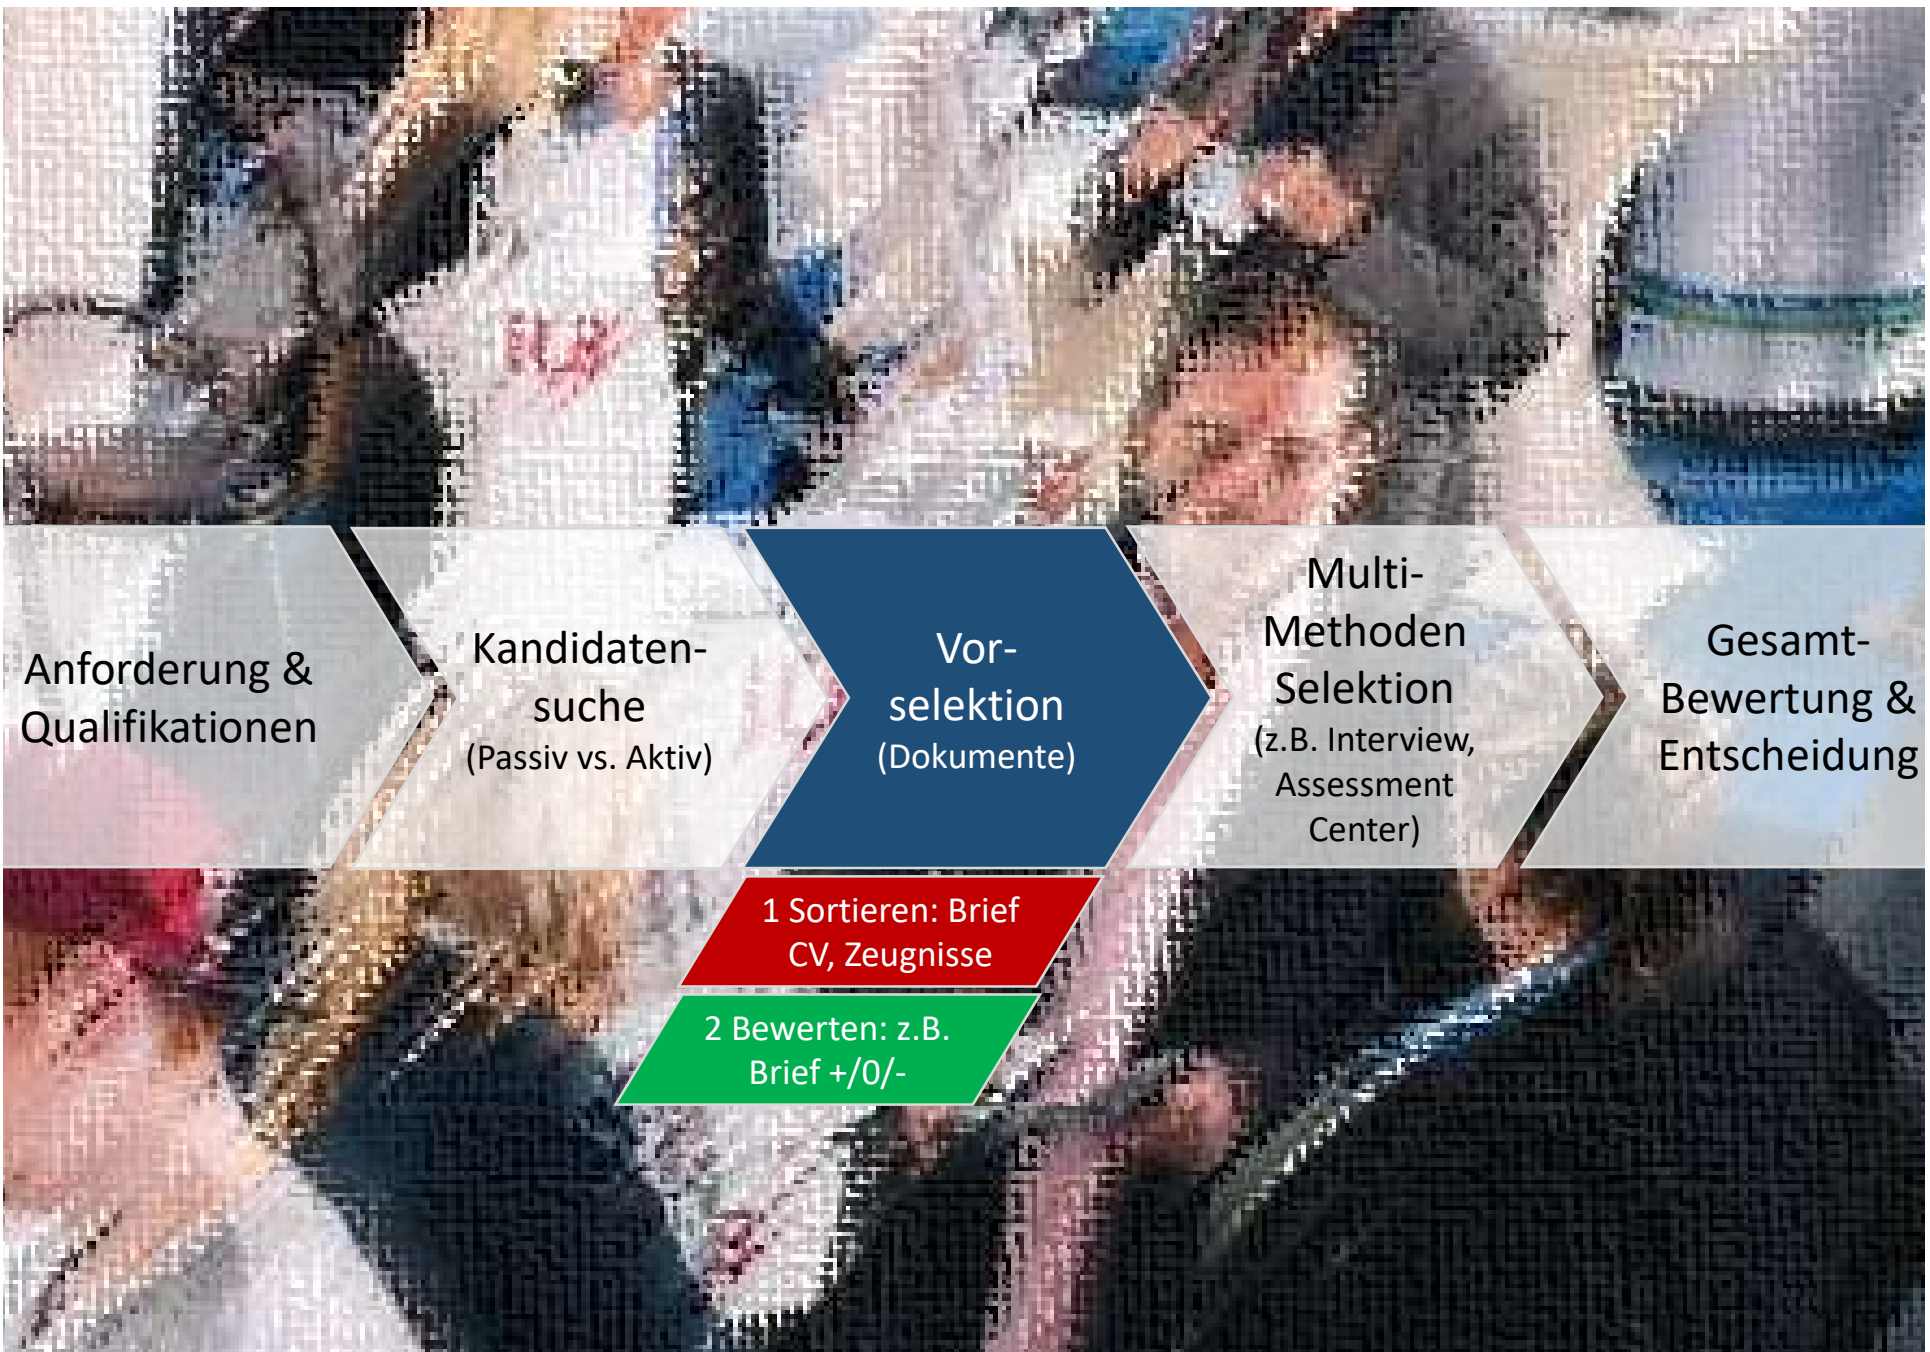 Anforderung &
Qualifikationen
Kandidaten-
suche
(Passiv vs. Aktiv)
Vor-
selektion
(Dokumente)
Multi-
Methoden
Selektion
(z.B. Interview,
Assessment
Center)
Gesamt-
Bewertung &
Entscheidung
1 Sortieren: Brief
CV, Zeugnisse
2 Bewerten: z.B.
Brief +/0/-